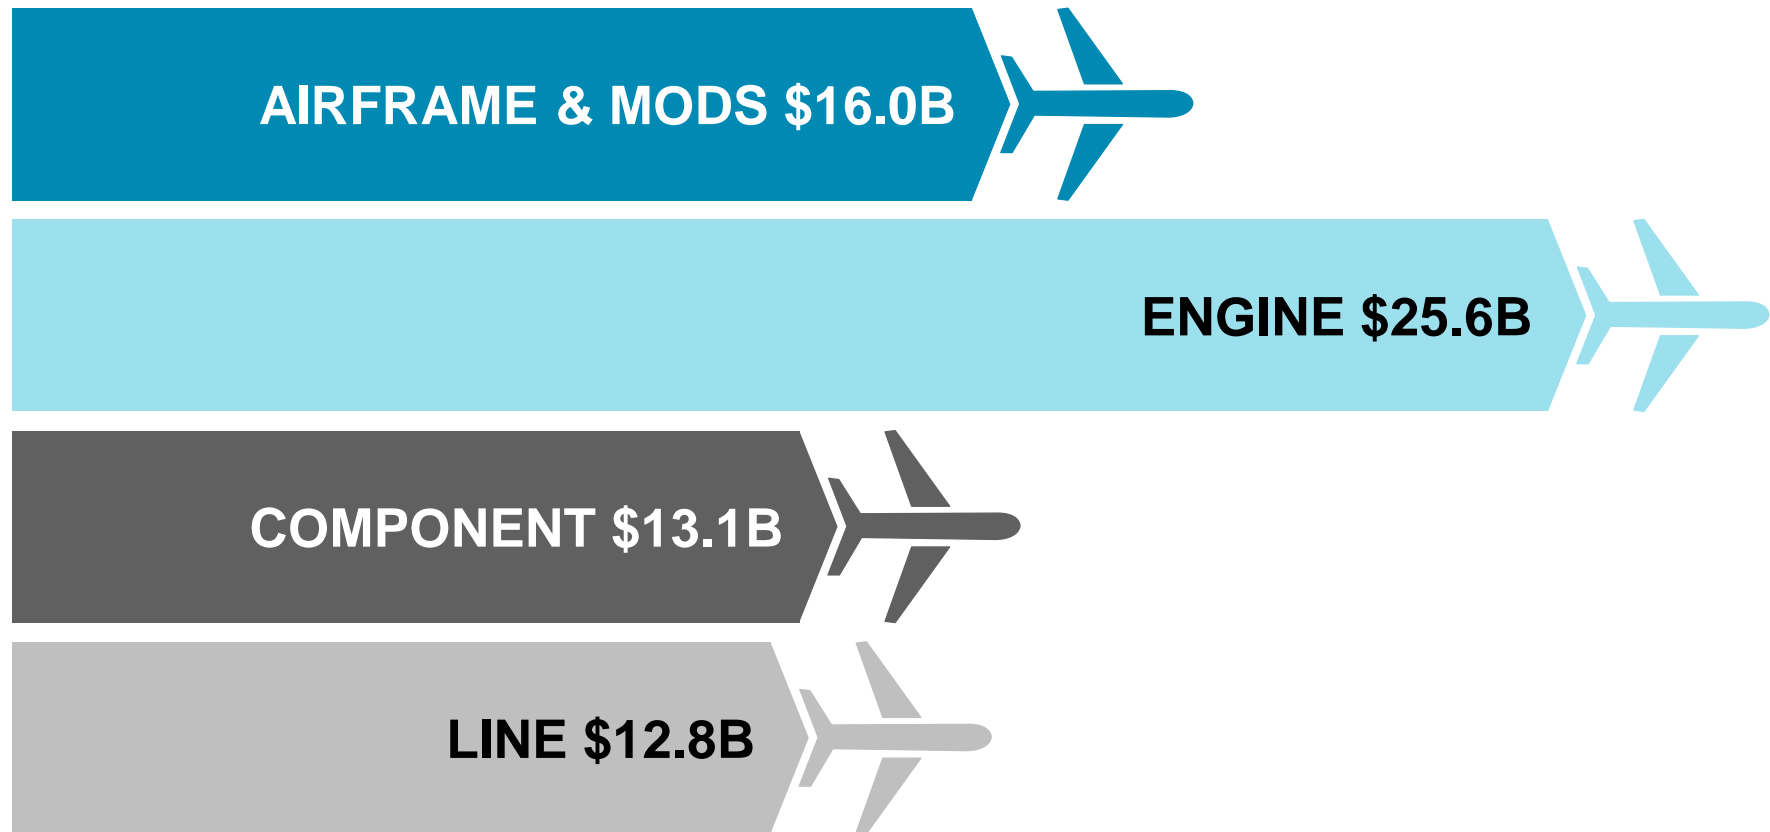 AIRFRAME & MODS $16.0B
ENGINE $25.6B
COMPONENT $13.1B
LINE $12.8B